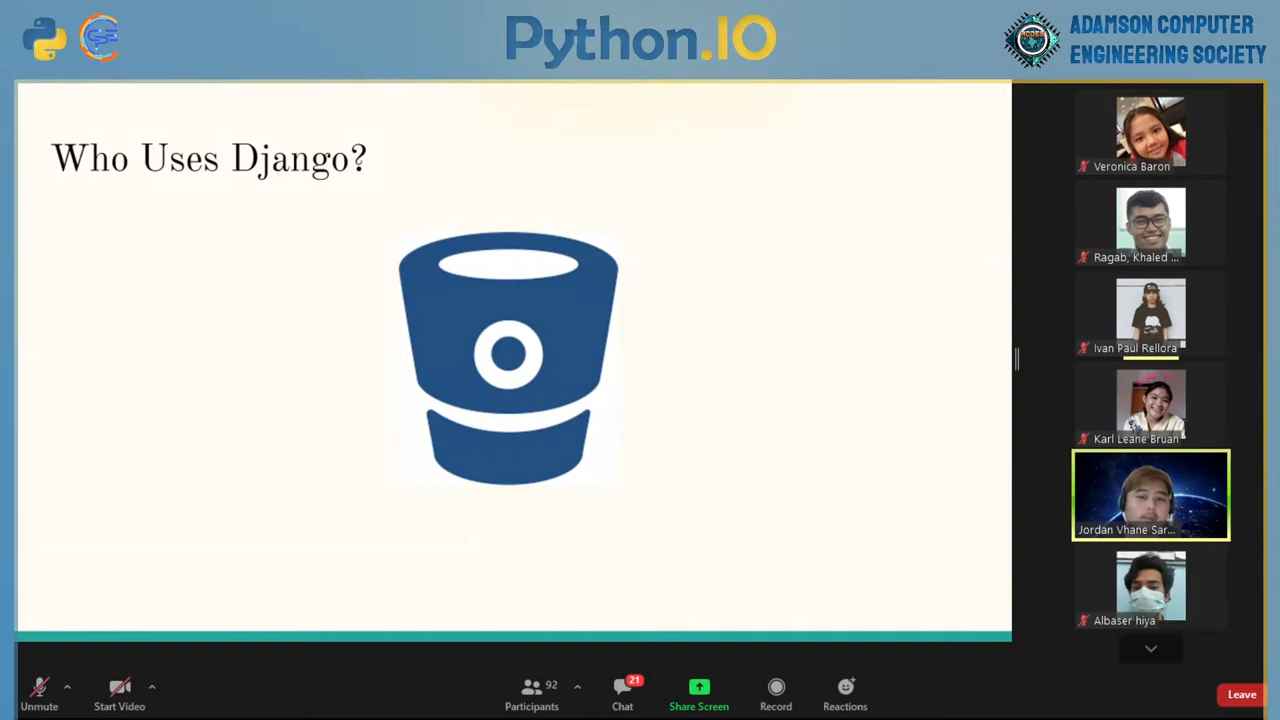 Python.IO
ADAMSON COMPUTER
ENGINEERING SOCIETY
Who Uses Django?
Veronica Baron
Ragab, Khaled ...
Ivan Paul Rellora
Karl Leane Bruan
Jordan Vhane Sar...
Albaser hiya
Unmute
Start Video
92
Participants
21
Chat
Share Screen
Record
Reactions
Leave